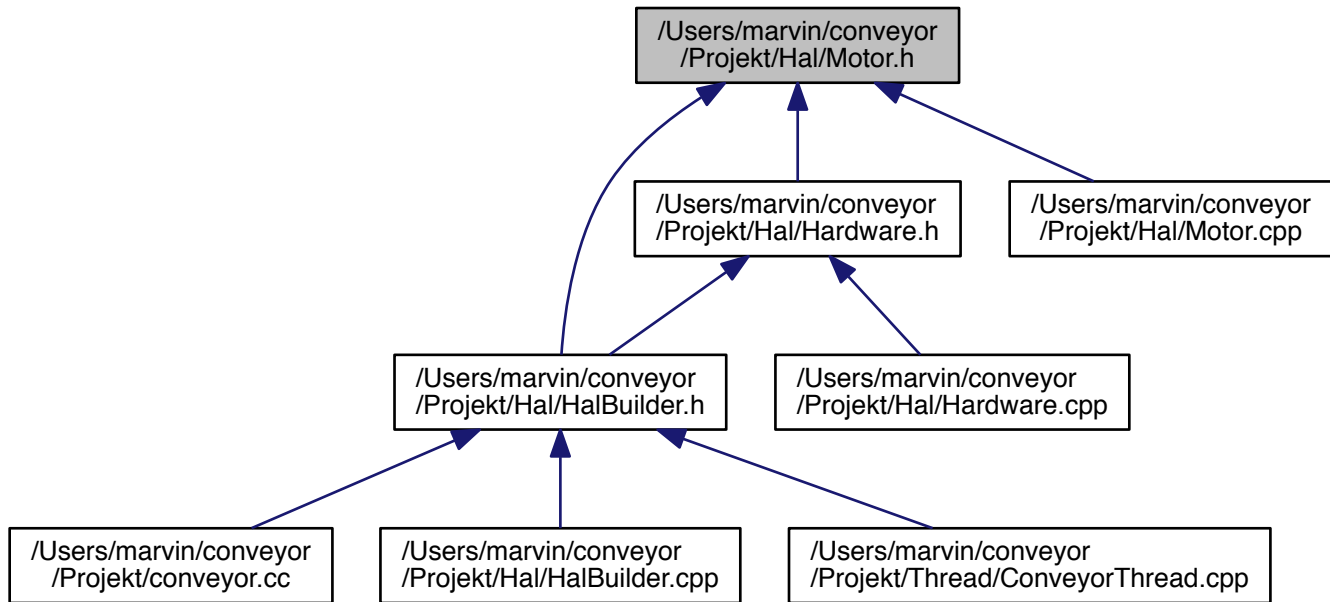 /Users/marvin/conveyor
/Projekt/Hal/Motor.h
/Users/marvin/conveyor
/Projekt/Hal/Hardware.h
/Users/marvin/conveyor
/Projekt/Hal/Motor.cpp
/Users/marvin/conveyor
/Projekt/Hal/HalBuilder.h
/Users/marvin/conveyor
/Projekt/Hal/Hardware.cpp
/Users/marvin/conveyor
/Projekt/conveyor.cc
/Users/marvin/conveyor
/Projekt/Hal/HalBuilder.cpp
/Users/marvin/conveyor
/Projekt/Thread/ConveyorThread.cpp